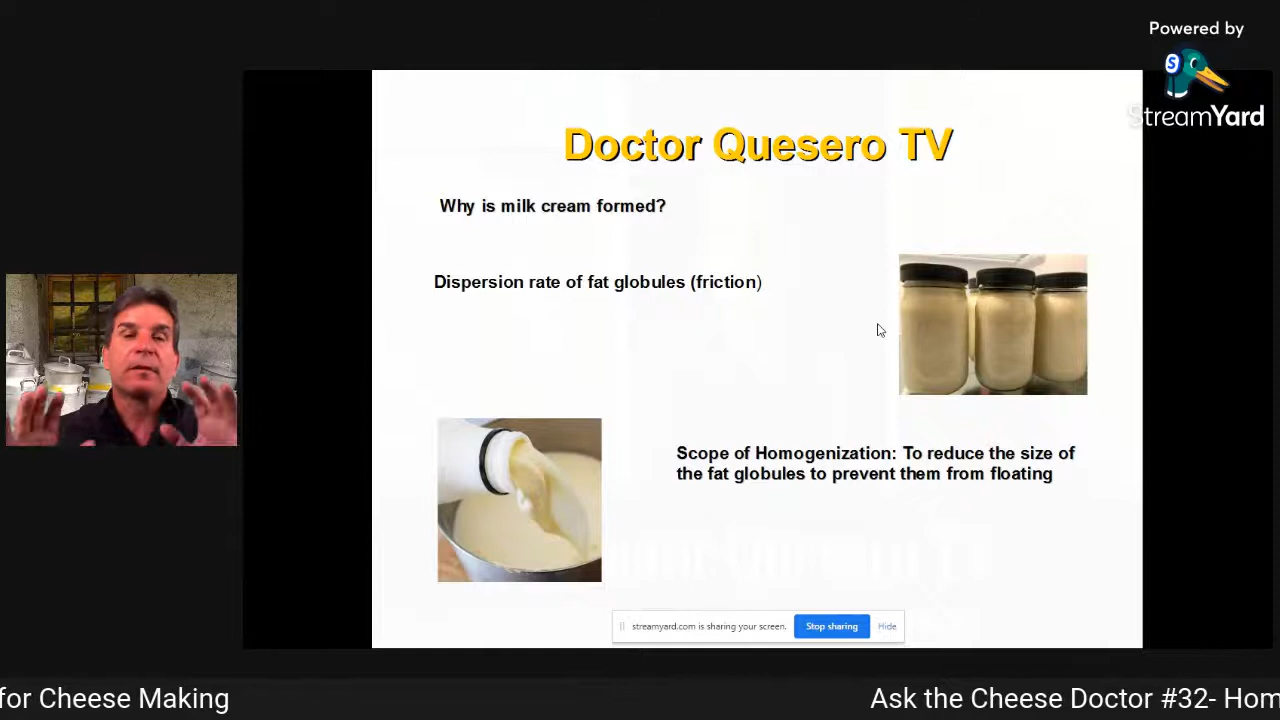 Powered by
S
StreamYard
Doctor Quesero TV
Why is milk cream formed?
Dispersion rate of fat globules (friction)
Scope of Homogenization: To reduce the size of
the fat globules to prevent them from floating
streamyard.com is sharing your screen.
Stop sharing
Hide
for Cheese Making
Ask the Cheese Doctor #32- Hom